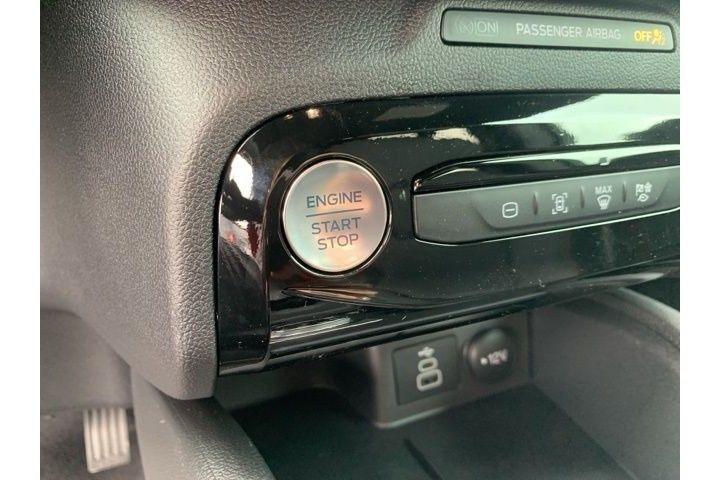 ON PASSENGER AIRBAG OFF
ENGINE
START
STOP
MAX
12V